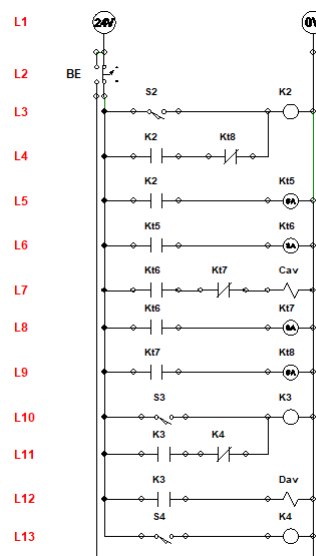 L1 24V 0V
L2 BE
L3 S2 K2
L4 K2 Kt8
L5 K2 Kt5
L6 Kt5 Kt6
L7 Kt6 Kt7 Cav
L8 Kt6 Kt7
L9 Kt7 Kt8
L10 S3 K3
L11 K3 K4
L12 K3 Dav
L13 S4 K4